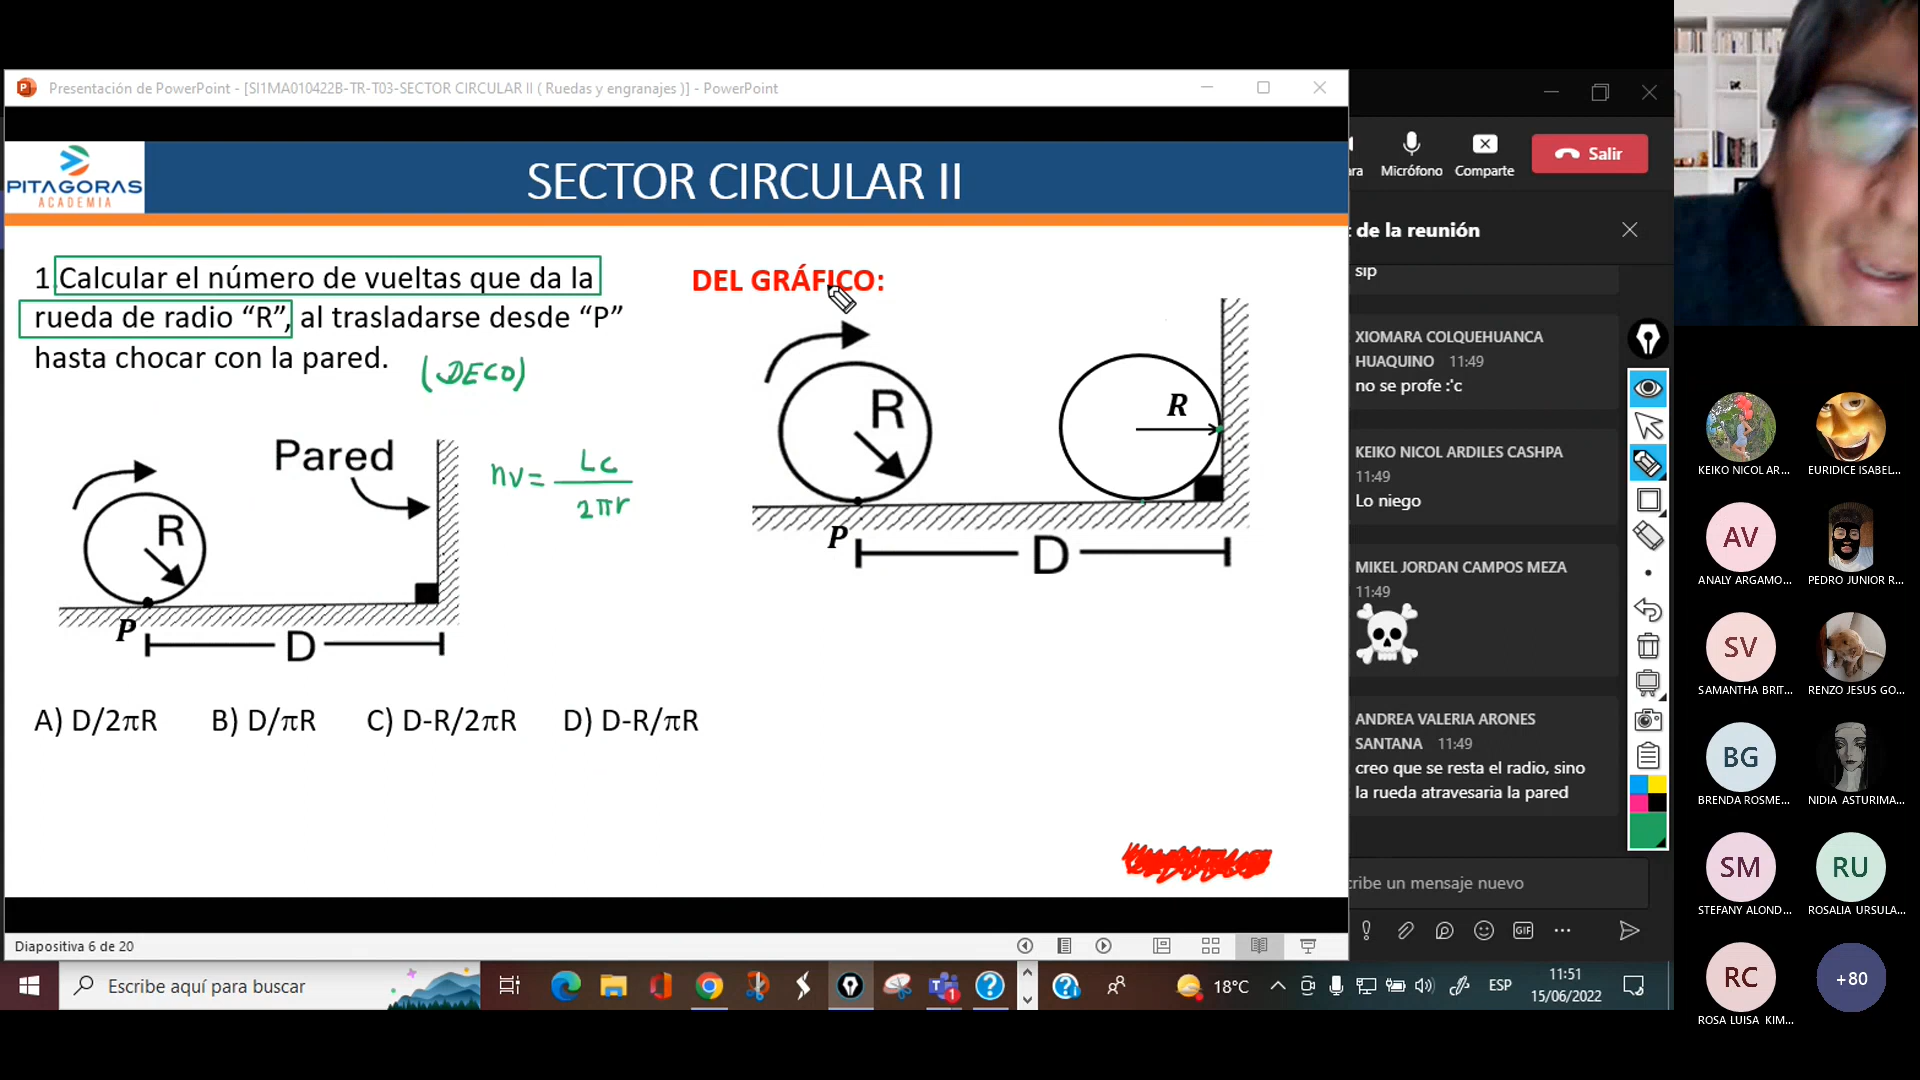 Presentación de PowerPoint - [SI1MA010422B-TR-T03-SECTOR CIRCULAR II ( Ruedas y engranajes )] - PowerPoint
PITAGORAS
ACADEMIA
SECTOR CIRCULAR II
1.Calcular el número de vueltas que da la
rueda de radio “R”, al trasladarse desde “P”
hasta chocar con la pared.
(DECO)
Pared
R
P
D
nv= Lc
2πr
A) D/2πR B) D/πR C) D-R/2πR D) D-R/πR
DEL GRÁFICO:
R
R
P
D
Diapositiva 6 de 20
ara
Micrófono
Comparte
Salir
t de la reunión
sip
XIOMARA COLQUEHUANCA
HUAQUINO 11:49
no se profe :'c
KEIKO NICOL ARDILES CASHPA
11:49
Lo niego
MIKEL JORDAN CAMPOS MEZA
11:49
ANDREA VALERIA ARONES
SANTANA 11:49
creo que se resta el radio, sino
la rueda atravesaria la pared
cribe un mensaje nuevo
GIF
KEIKO NICOL AR...
EURIDICE ISABEL...
AV
ANALY ARGAMO...
PEDRO JUNIOR R...
SV
SAMANTHA BRIT...
RENZO JESUS GO...
BG
BRENDA ROSME...
NIDIA ASTURIMA...
SM
STEFANY ALOND...
RU
ROSALIA URSULA...
RC
ROSA LUISA KIM...
+80
Escribe aquí para buscar
1
18°C
ESP
11:51
15/06/2022